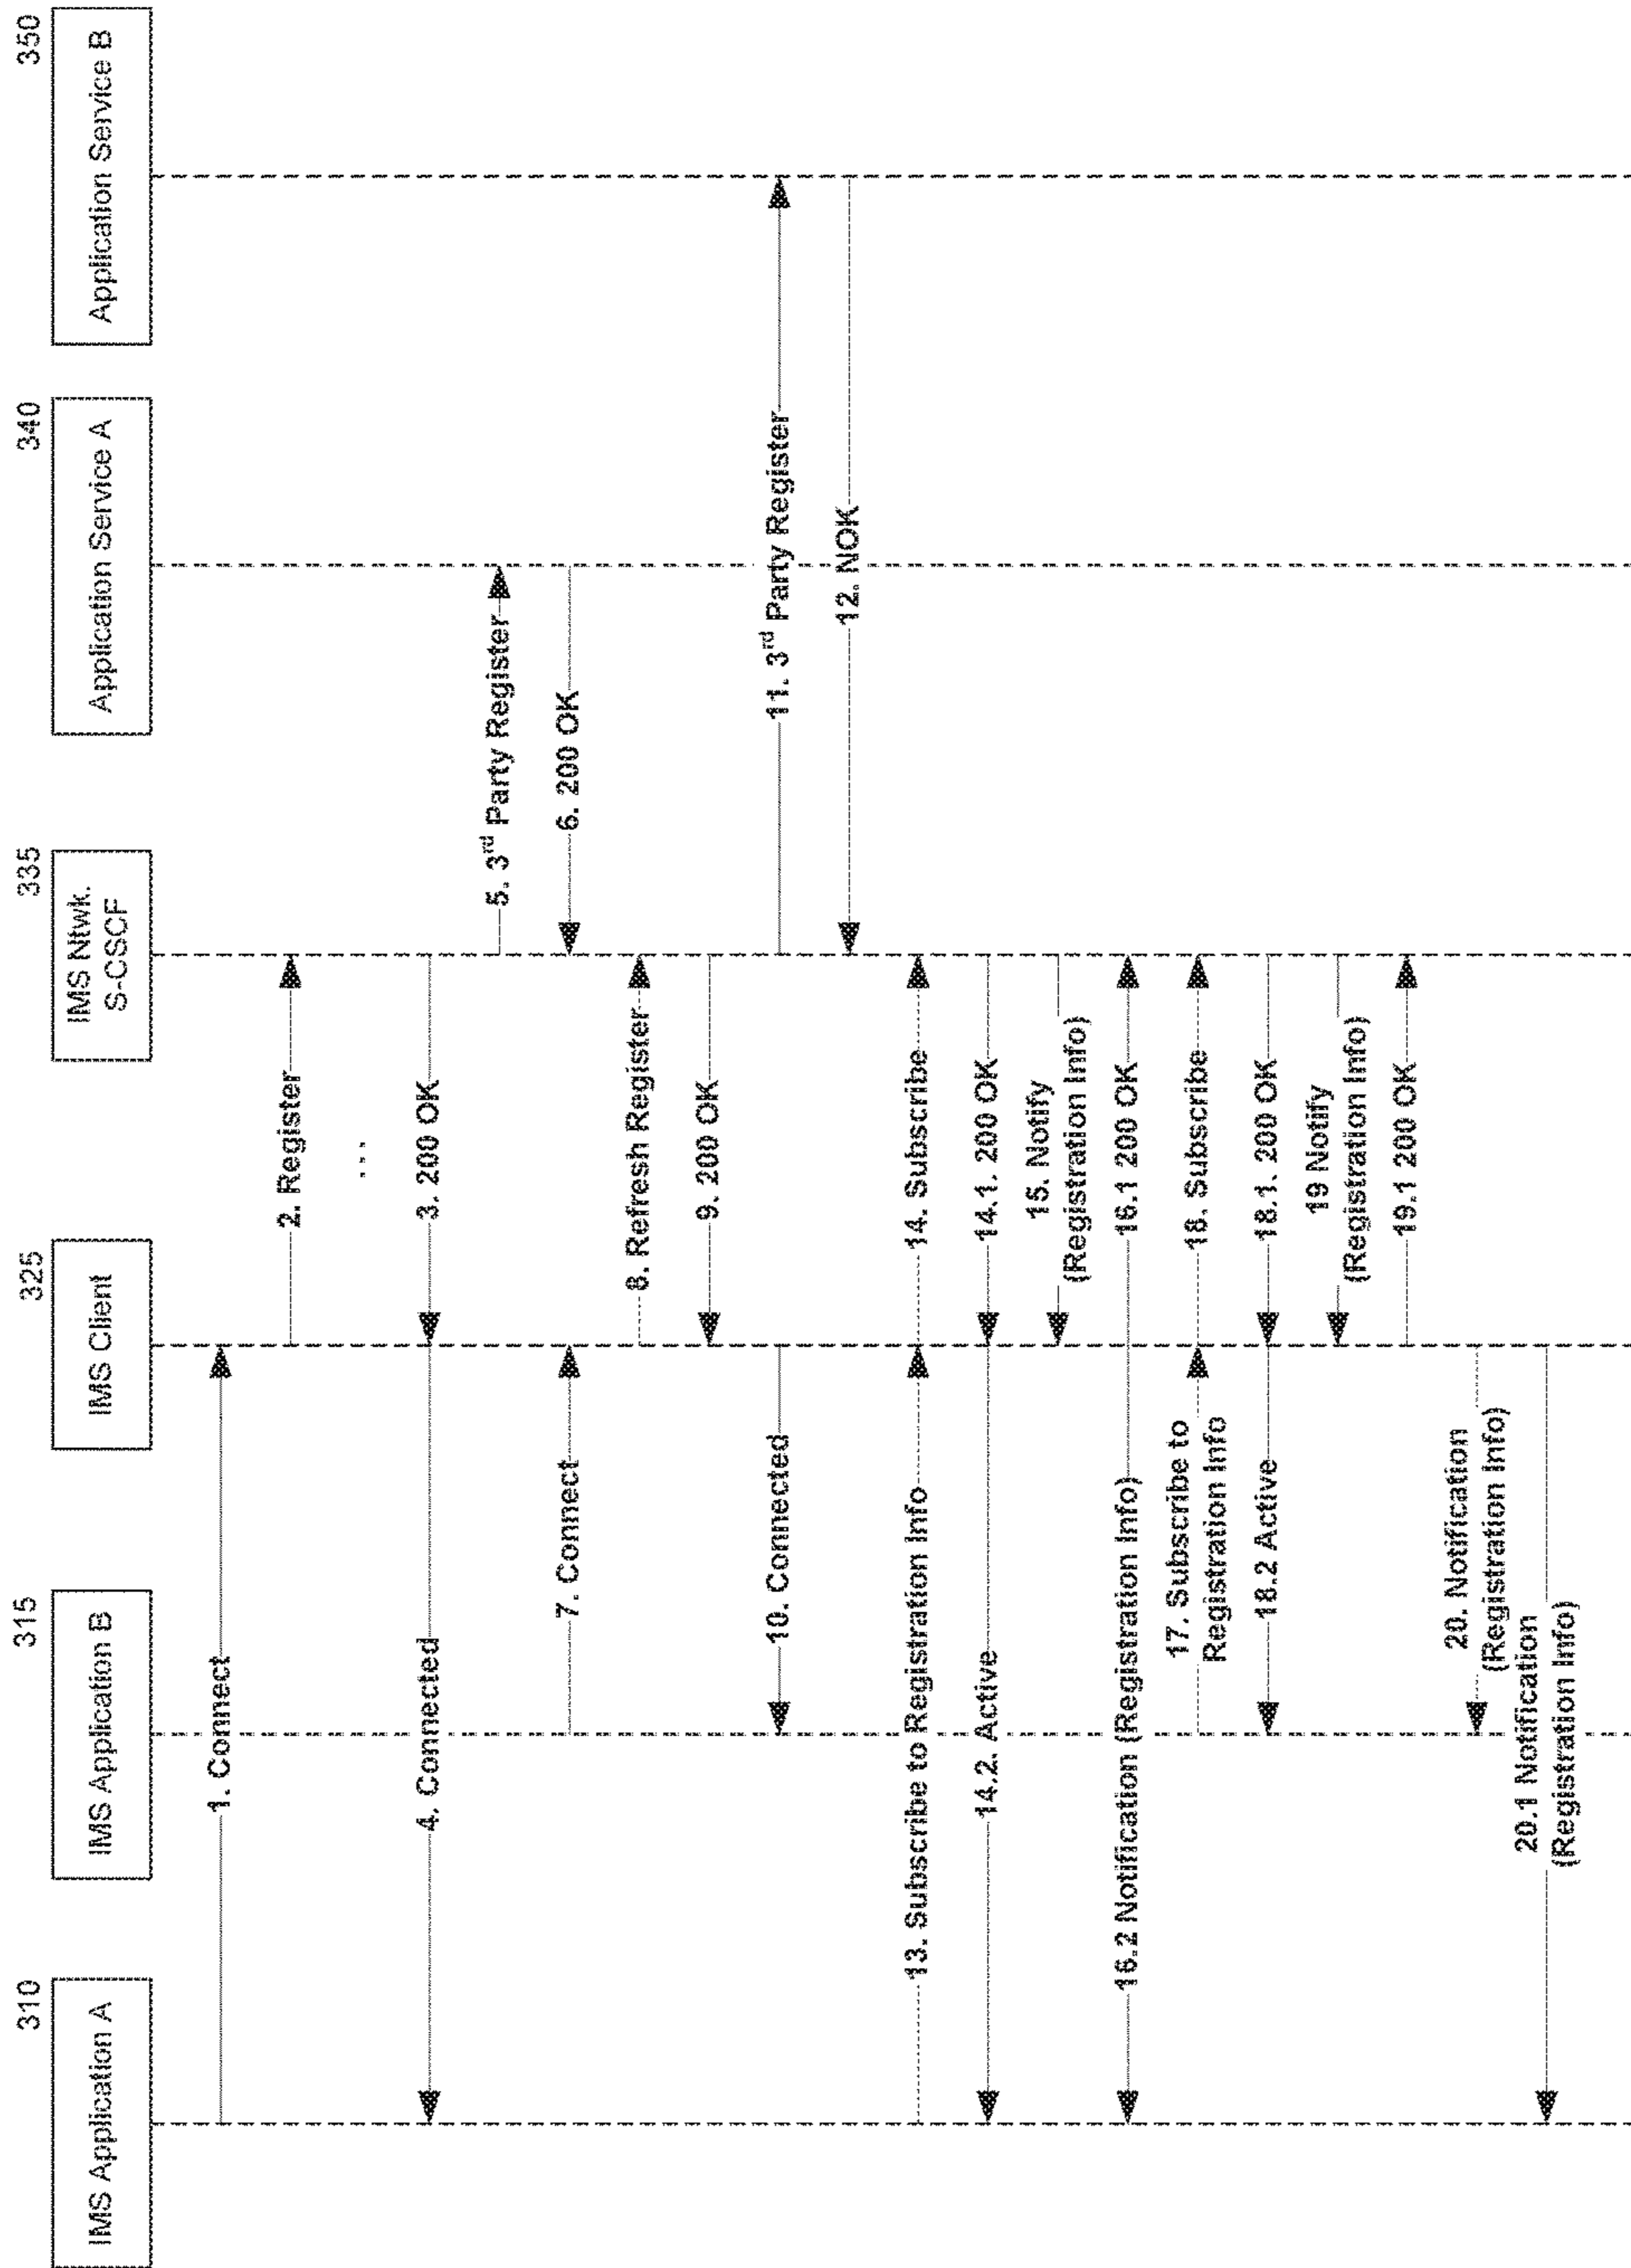 310
IMS Application A
315
IMS Application B
325
IMS Client
335
IMS Ntwk.
S-CSCF
340
Application Service A
350
Application Service B
1. Connect
2. Register
...
3. 200 OK
4. Connected
5. 3rd Party Register
6. 200 OK
7. Connect
8. Refresh Register
9. 200 OK
10. Connected
11. 3rd Party Register
12. NOK
13. Subscribe to Registration Info
14. Subscribe
14.1. 200 OK
14.2. Active
15. Notify
(Registration Info)
16.1 200 OK
16.2 Notification (Registration Info)
17. Subscribe to
Registration Info
18. Subscribe
18.1. 200 OK
18.2 Active
19 Notify
(Registration Info)
19.1 200 OK
20. Notification
(Registration Info)
20.1 Notification
(Registration Info)